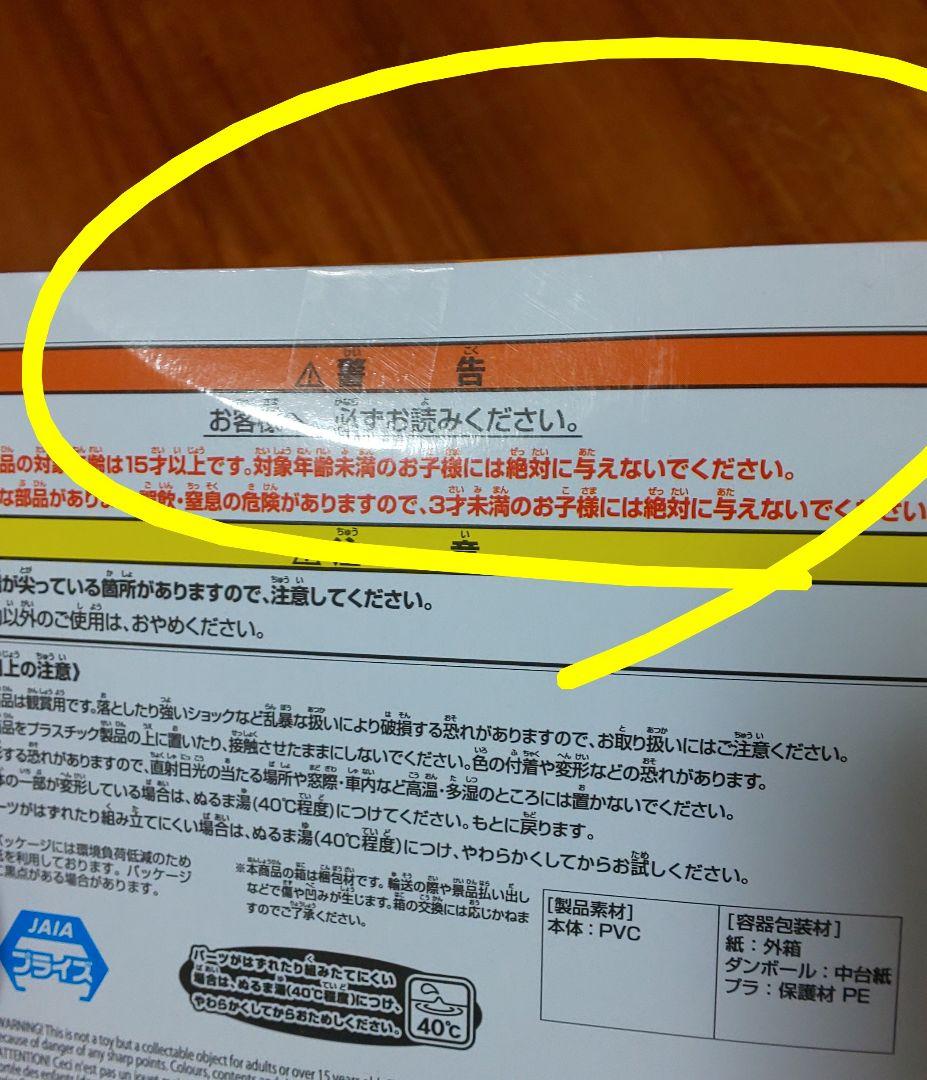 ⚠ 警告
お客様へ 必ずお読みください。
品の対象年齢は15才以上です。対象年齢未満のお子様には絶対に与えないでください。
な部品があります。誤飲・窒息の危険がありますので、3才未満のお子様には絶対に与えないでください
⚠ 注意
が尖っている箇所がありますので、注意してください。
以外のご使用は、おやめください。
上の注意》
品は観賞用です。落としたり強いショックなど乱暴な扱いにより破損する恐れがありますので、お取り扱いにはご注意ください。
品をプラスチック製品の上に置いたり、接触させたままにしないでください。色の付着や変形などの恐れがあります。
する恐れがありますので、直射日光の当たる場所や窓際・車内など高温・多湿のところには置かないでください。
体の一部が変形している場合は、ぬるま湯(40℃程度)につけてください。もとに戻ります。
ーツがはずれたり組み立てにくい場合は、ぬるま湯(40℃程度)につけ、やわらかくしてからお試しください。
パッケージには環境負荷低減のため
を利用しております。パッケージ
に黒点がある場合があります。
※本商品の箱は梱包材です。輸送の際や景品払い出し
などで傷や凹みが生じます。箱の交換には応じかねま
すのでご了承ください。
[製品素材]
本体：PVC
[容器包装材]
紙：外箱
ダンボール：中台紙
プラ：保護材 PE
JAIA
プライズ
パーツがはずれたり組みたてにくい
場合は、ぬるま湯(40℃程度)につけ、
やわらかくしてからおためしください。
40℃
WARNING! This is not a toy but a collectable object for adults or over 15 years
because of danger of any sharp points. Colours, contents
ATTENTION! Ceci n'est pas un jouet
portée des enfants